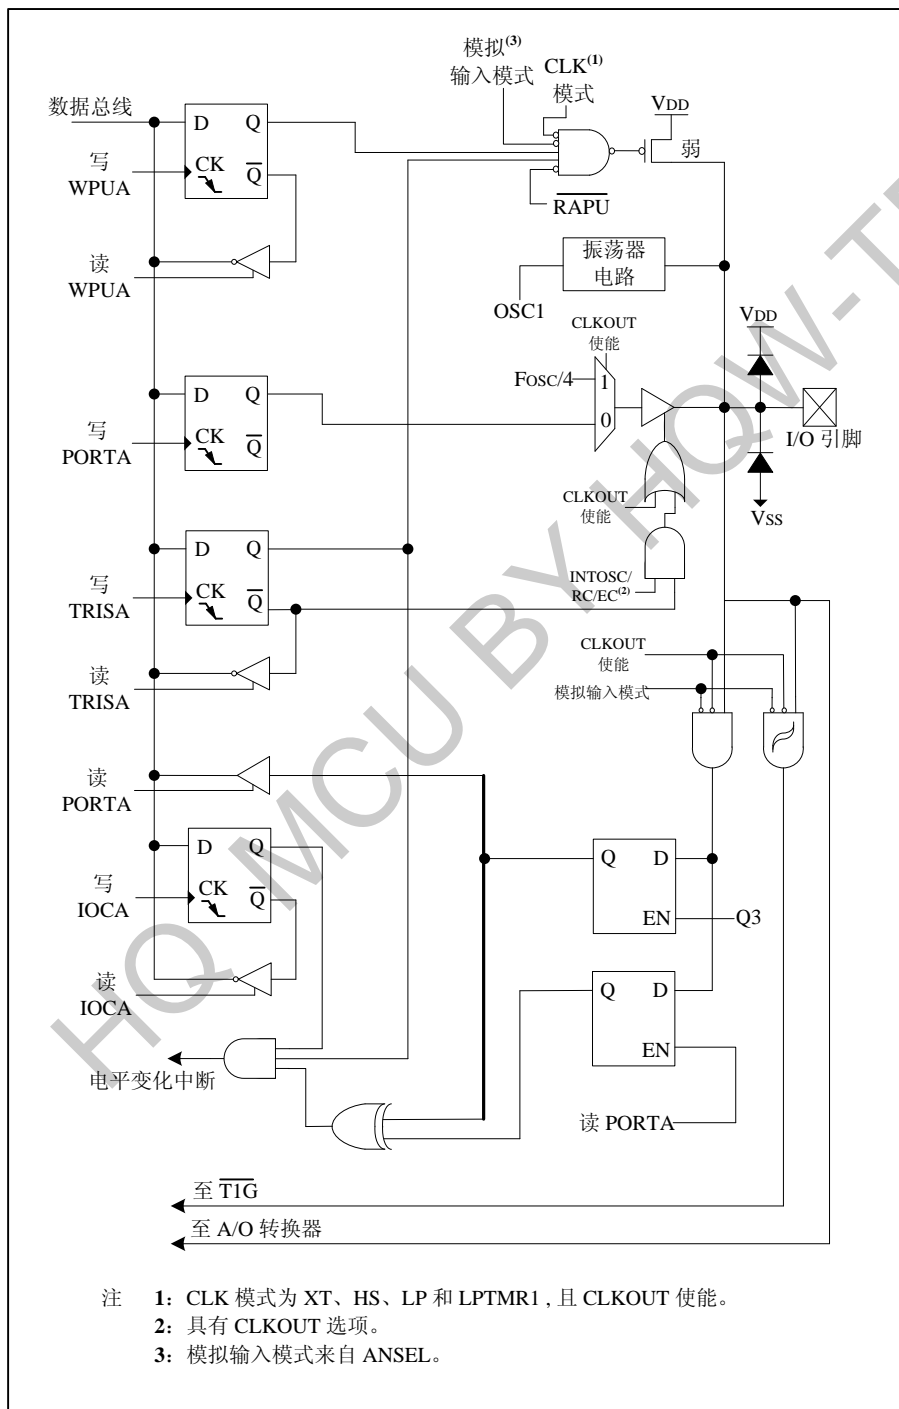 模拟(3)
输入模式
CLK(1)
模式
VDD
数据总线
D Q
弱
写
WPUA
CK Q
RAPU
读
WPUA
振荡器
电路
OSC1
CLKOUT
使能
VDD
FOSC/4
1
D Q
0
写
PORTA
CK Q
I/O 引脚
CLKOUT
使能
VSS
D Q
INTOSC/
RC/EC(2)
写
TRISA
CK Q
CLKOUT
使能
读
TRISA
模拟输入模式
读
PORTA
D Q
Q D
写
IOCA
CK Q
EN
Q3
读
IOCA
Q D
EN
电平变化中断
读 PORTA
至 T1G
至 A/O 转换器
注 1: CLK 模式为 XT、HS、LP 和 LPTMR1 , 且 CLKOUT 使能。
2: 具有 CLKOUT 选项。
3: 模拟输入模式来自 ANSEL。
HQ MCU BY HQW-T